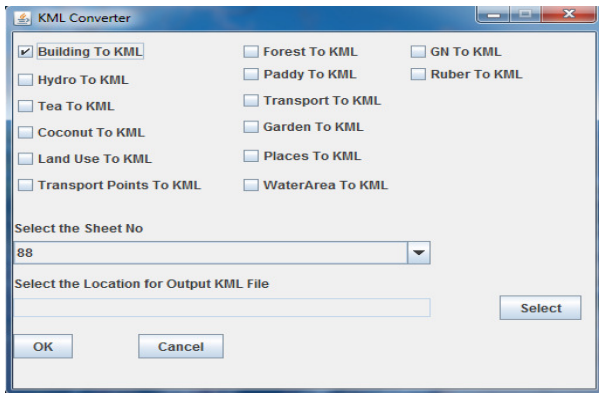 KML Converter
Building To KML Forest To KML GN To KML
Hydro To KML Paddy To KML Ruber To KML
Tea To KML Transport To KML
Coconut To KML Garden To KML
Land Use To KML Places To KML
Transport Points To KML WaterArea To KML
Select the Sheet No
88
Select the Location for Output KML File
Select
OK Cancel